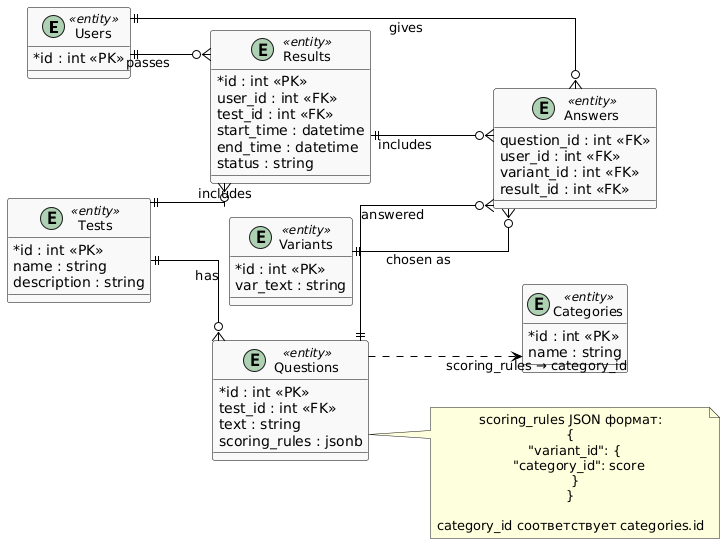 E «entity» Users
*id : int «PK»
gives
passes
E «entity» Results
*id : int «PK»
user_id : int «FK»
test_id : int «FK»
start_time : datetime
end_time : datetime
status : string
E «entity» Answers
question_id : int «FK»
user_id : int «FK»
variant_id : int «FK»
result_id : int «FK»
includes
includes
answered
E «entity» Tests
*id : int «PK»
name : string
description : string
E «entity» Variants
*id : int «PK»
var_text : string
chosen as
has
E «entity» Categories
*id : int «PK»
name : string
scoring_rules → category_id
E «entity» Questions
*id : int «PK»
test_id : int «FK»
text : string
scoring_rules : jsonb
scoring_rules JSON формат:
{
"variant_id": {
"category_id": score
}
}
category_id соответствует categories.id